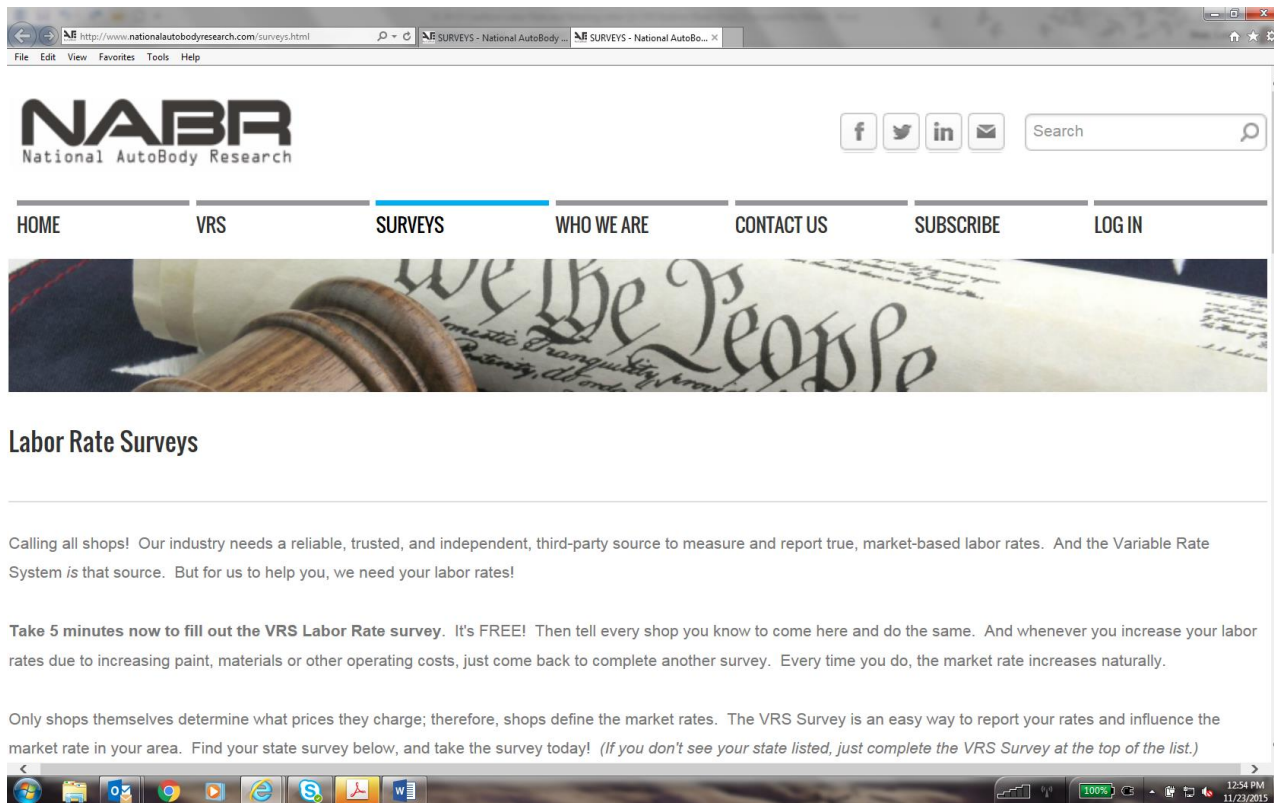 http://www.nationalautobodyresearch.com/surveys.html
SURVEYS - National AutoBody ...
SURVEYS - National AutoBo...
File Edit View Favorites Tools Help
NABR
National AutoBody Research
Search
HOME VRS SURVEYS WHO WE ARE CONTACT US SUBSCRIBE LOG IN
We the People
domestic Tranquility, provi
Posterity, do orda
Labor Rate Surveys
Calling all shops! Our industry needs a reliable, trusted, and independent, third-party source to measure and report true, market-based labor rates. And the Variable Rate
System is that source. But for us to help you, we need your labor rates!
Take 5 minutes now to fill out the VRS Labor Rate survey. It's FREE! Then tell every shop you know to come here and do the same. And whenever you increase your labor
rates due to increasing paint, materials or other operating costs, just come back to complete another survey. Every time you do, the market rate increases naturally.
Only shops themselves determine what prices they charge; therefore, shops define the market rates. The VRS Survey is an easy way to report your rates and influence the
market rate in your area. Find your state survey below, and take the survey today! (If you don't see your state listed, just complete the VRS Survey at the top of the list.)
100%
12:54 PM
11/23/2015